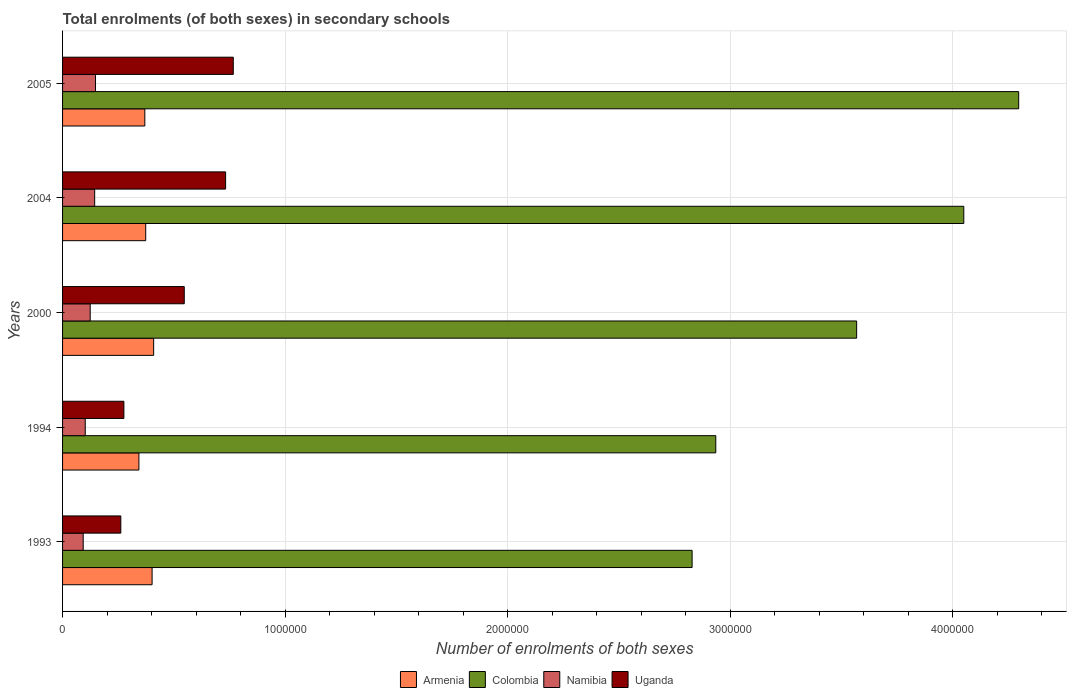 Total enrolments (of both sexes) in secondary schools
Years
2005
2004
2000
1994
1993
0
1000000
2000000
3000000
4000000
Number of enrolments of both sexes
Armenia
Colombia
Namibia
Uganda